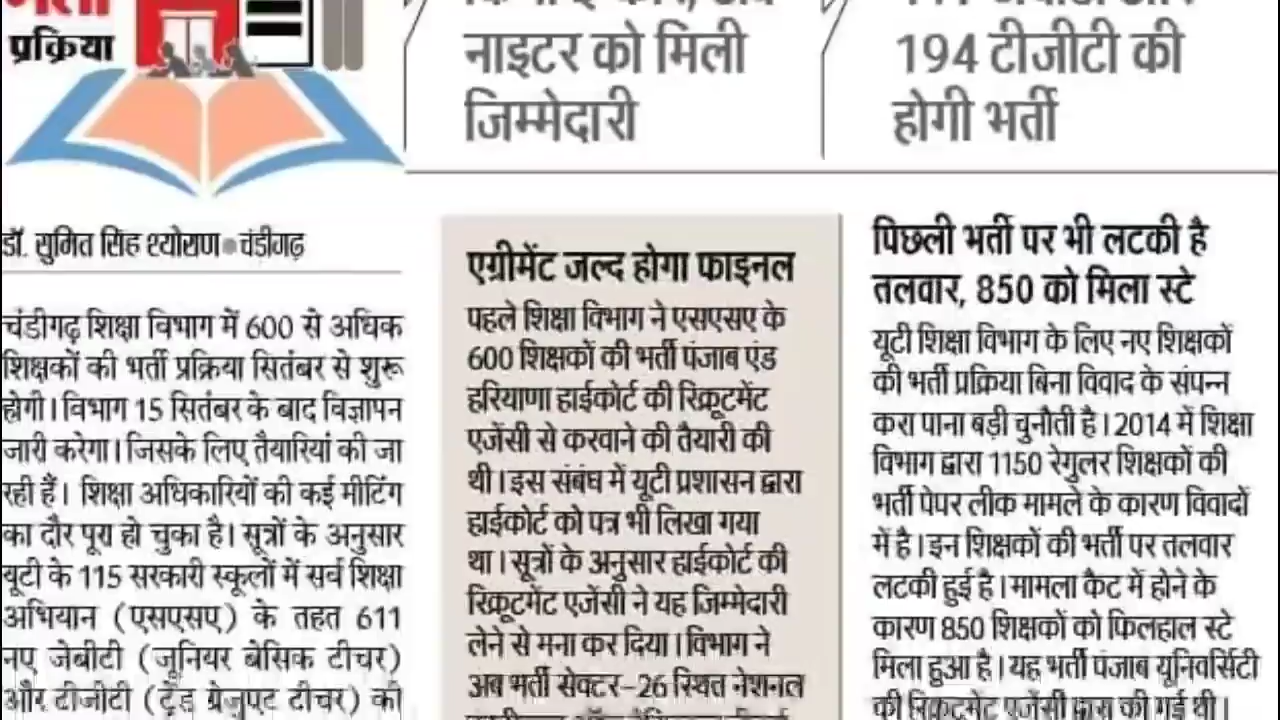 प्रक्रिया
नाइटर को मिली
जिम्मेदारी
194 टीजीटी की
होगी भर्ती
डॉ. सुमित सिंह श्योराण●चंडीगढ़
चंडीगढ़ शिक्षा विभाग में 600 से अधिक
शिक्षकों की भर्ती प्रक्रिया सितंबर से शुरू
होगी। विभाग 15 सितंबर के बाद विज्ञापन
जारी करेगा। जिसके लिए तैयारियां की जा
रही हैं। शिक्षा अधिकारियों की कई मीटिंग
का दौर पूरा हो चुका है। सूत्रों के अनुसार
यूटी के 115 सरकारी स्कूलों में सर्व शिक्षा
अभियान (एसएसए) के तहत 611
नए जेबीटी (जूनियर बेसिक टीचर)
और टीजीटी (ट्रेंड ग्रेजुएट टीचर) की
एग्रीमेंट जल्द होगा फाइनल
पहले शिक्षा विभाग ने एसएसए के
600 शिक्षकों की भर्ती पंजाब एंड
हरियाणा हाईकोर्ट की रिक्रूटमेंट
एजेंसी से करवाने की तैयारी की
थी। इस संबंध में यूटी प्रशासन द्वारा
हाईकोर्ट को पत्र भी लिखा गया
था। सूत्रों के अनुसार हाईकोर्ट की
रिक्रूटमेंट एजेंसी ने यह जिम्मेदारी
लेने से मना कर दिया। विभाग ने
अब भर्ती सेक्टर-26 स्थित नेशनल
पिछली भर्ती पर भी लटकी है
तलवार, 850 को मिला स्टे
यूटी शिक्षा विभाग के लिए नए शिक्षकों
की भर्ती प्रक्रिया बिना विवाद के संपन्न
करा पाना बड़ी चुनौती है। 2014 में शिक्षा
विभाग द्वारा 1150 रेगुलर शिक्षकों की
भर्ती पेपर लीक मामले के कारण विवादों
में है। इन शिक्षकों की भर्ती पर तलवार
लटकी हुई है। मामला कैट में होने के
कारण 850 शिक्षकों को फिलहाल स्टे
मिला हुआ है। यह भर्ती पंजाब यूनिवर्सिटी
की रिक्रूटमेंट एजेंसी द्वारा की गई थी।